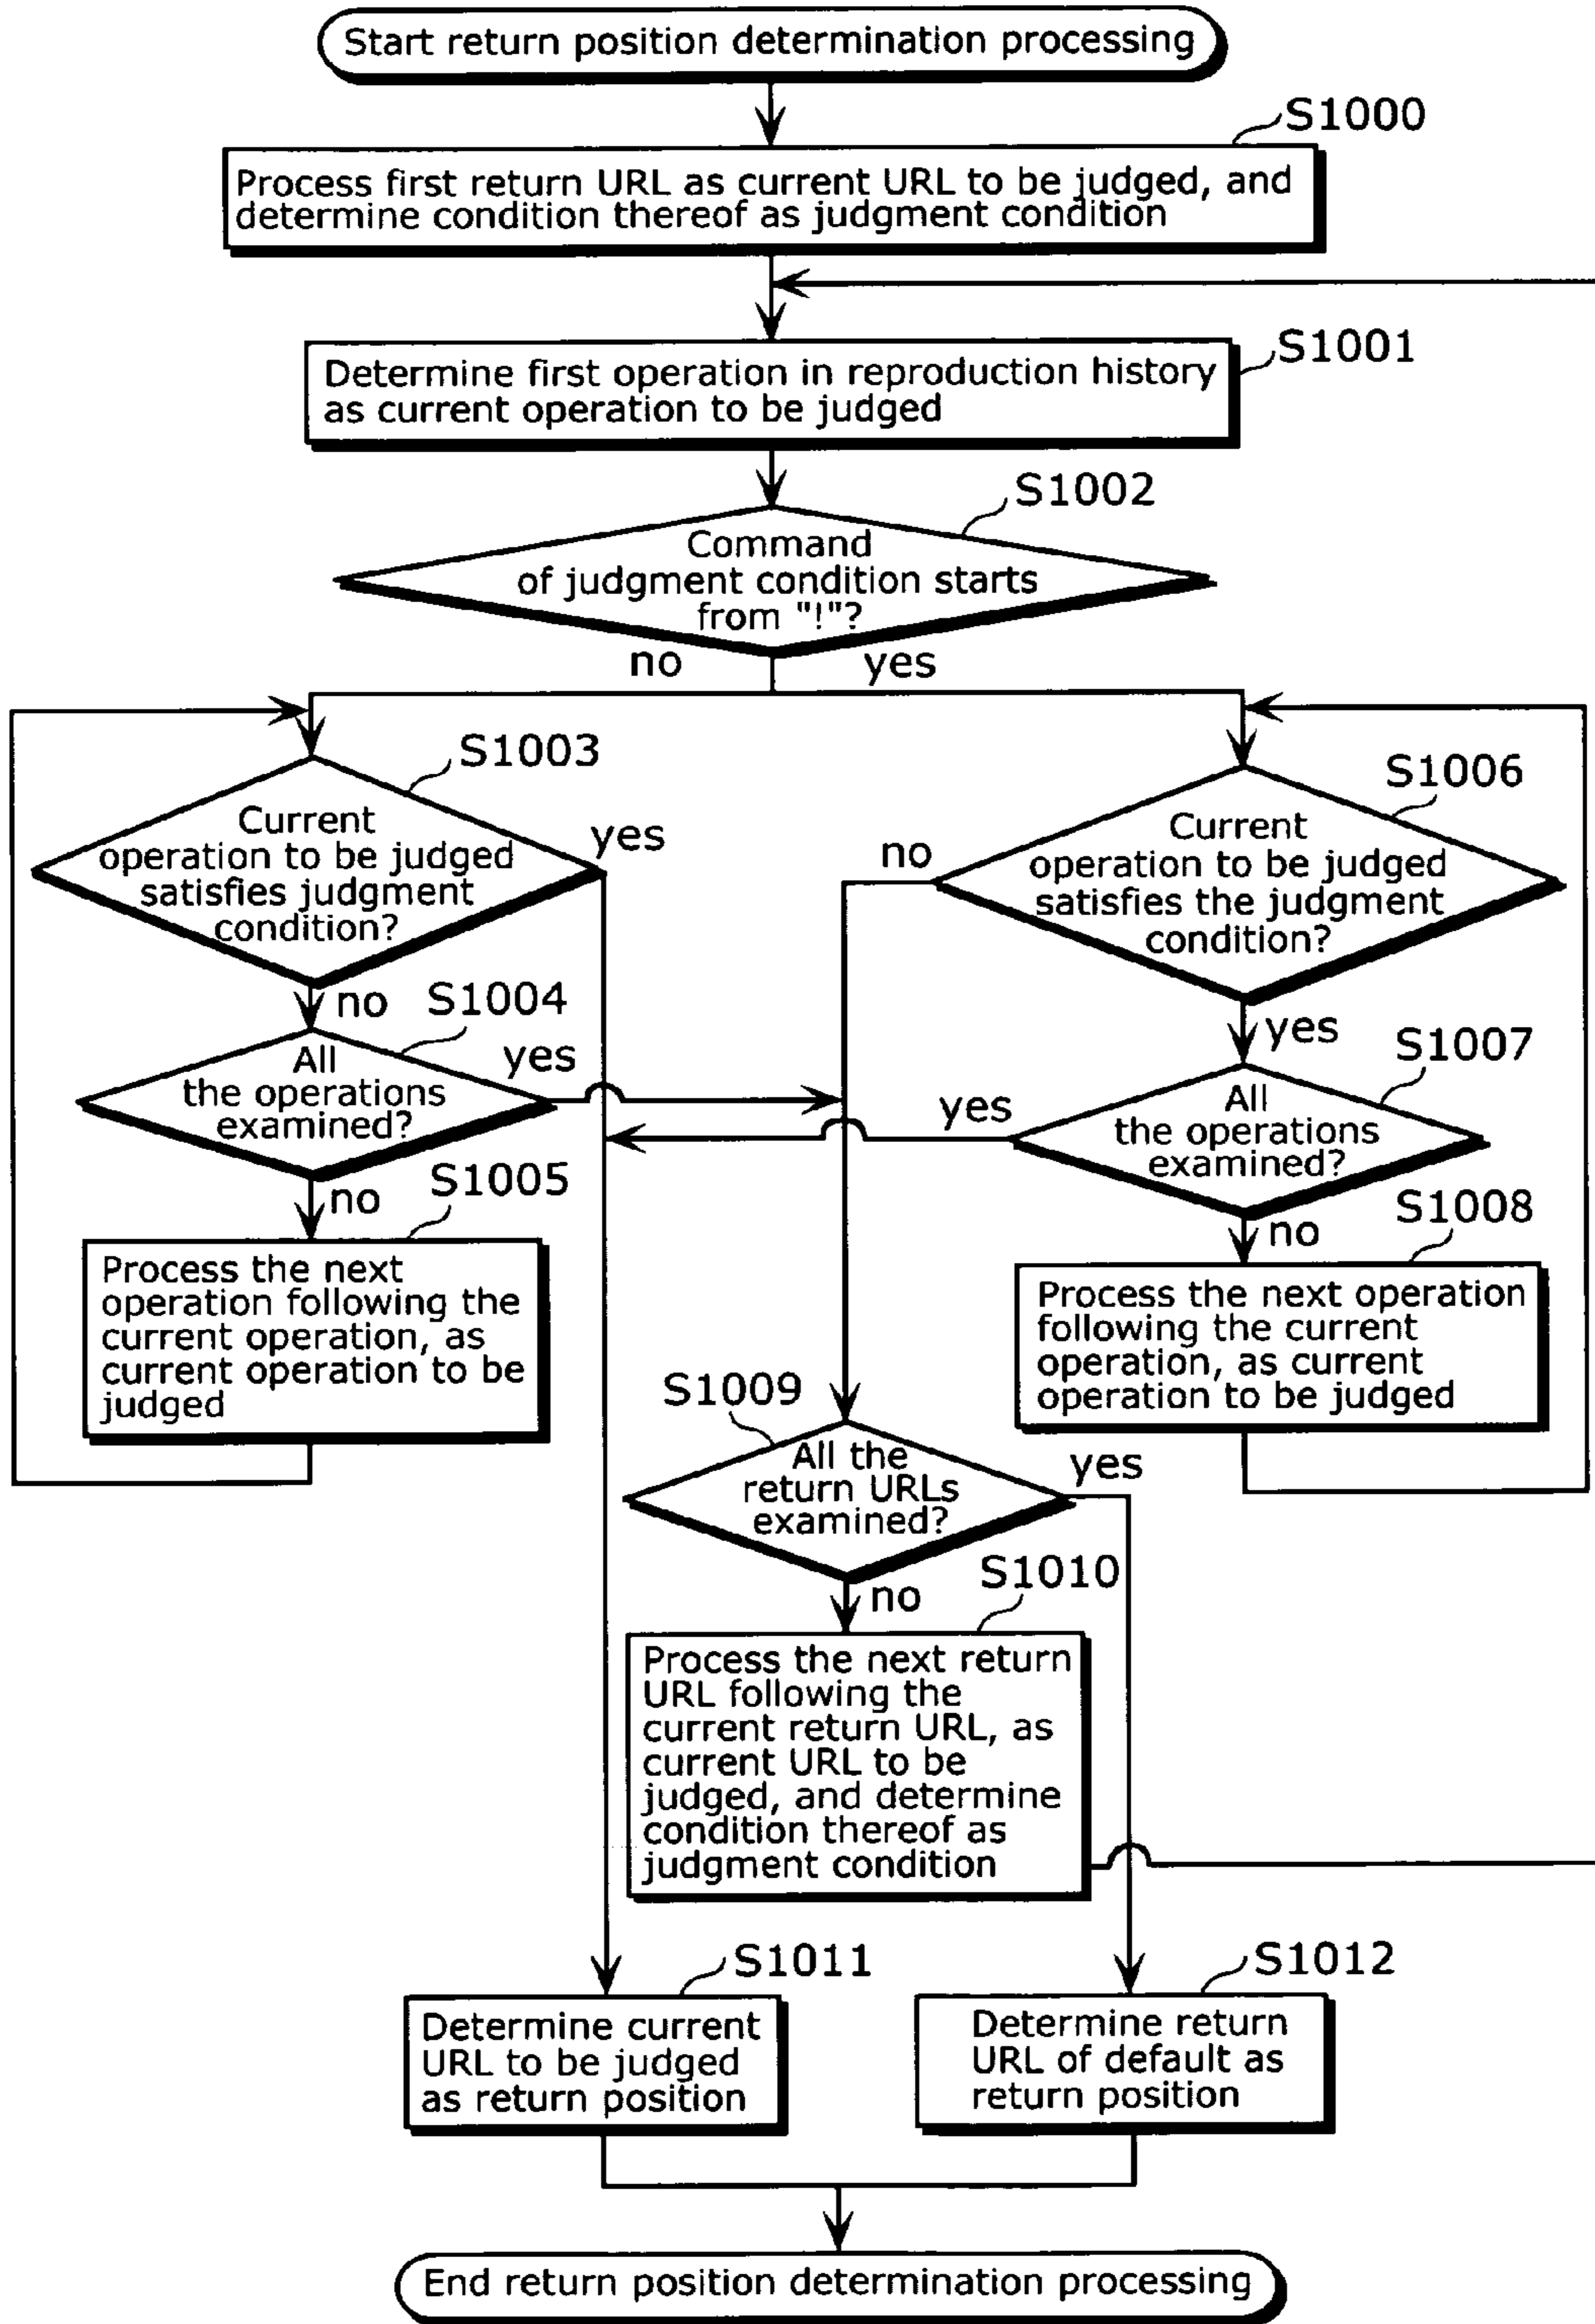 Start return position determination processing
S1000
Process first return URL as current URL to be judged, and
determine condition thereof as judgment condition
S1001
Determine first operation in reproduction history
as current operation to be judged
S1002
Command
of judgment condition starts
from "!"?
no
yes
S1003
Current
operation to be judged
satisfies judgment
condition?
yes
no
S1006
Current
operation to be judged
satisfies the judgment
condition?
no
yes
S1004
All
the operations
examined?
yes
no
S1007
All
the operations
examined?
yes
no
S1005
Process the next
operation following the
current operation, as
current operation to be
judged
S1008
Process the next operation
following the current
operation, as current
operation to be judged
S1009
All the
return URLs
examined?
yes
no
S1010
Process the next return
URL following the
current return URL, as
current URL to be
judged, and determine
condition thereof as
judgment condition
S1011
Determine current
URL to be judged
as return position
S1012
Determine return
URL of default as
return position
End return position determination processing